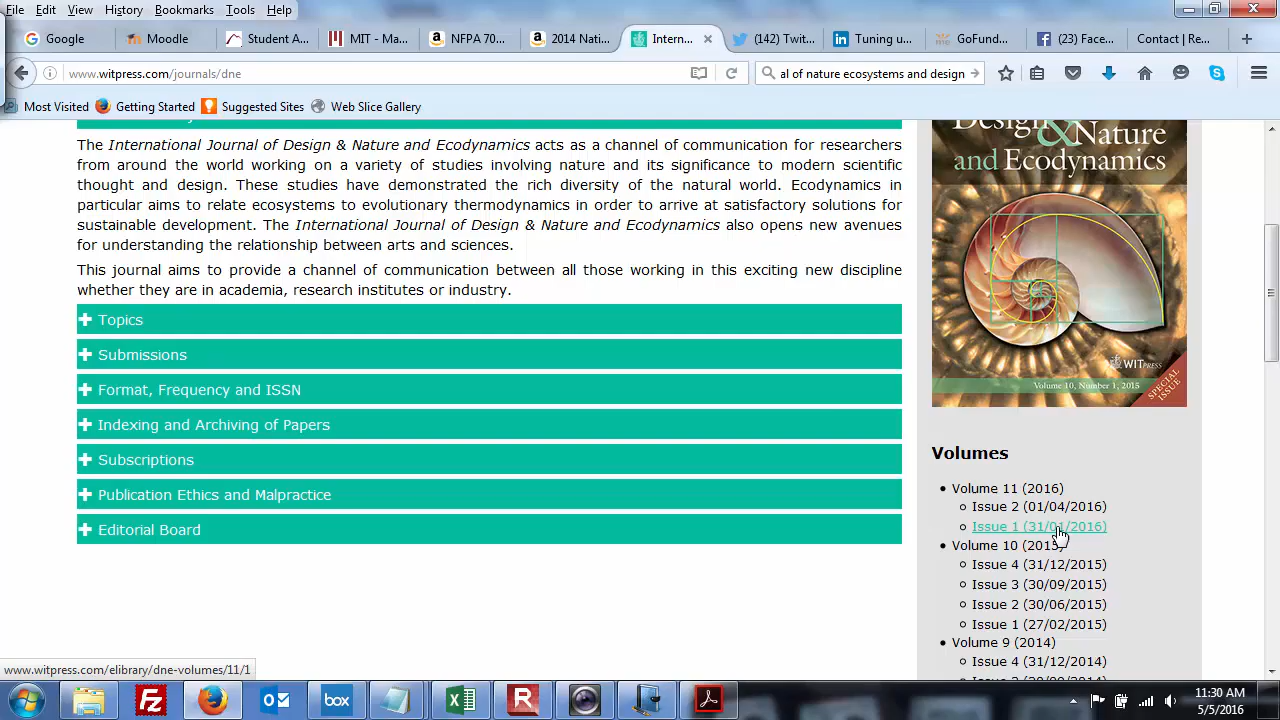 File Edit View History Bookmarks Tools Help
Google Moodle Student A... MIT - Ma... NFPA 70... 2014 Nati... Intern... (142) Twit... Tuning u... GoFund... (23) Face... Contact | Re...
www.witpress.com/journals/dne al of nature ecosystems and design
Most Visited Getting Started Suggested Sites Web Slice Gallery
The International Journal of Design & Nature and Ecodynamics acts as a channel of communication for researchers
from around the world working on a variety of studies involving nature and its significance to modern scientific
thought and design. These studies have demonstrated the rich diversity of the natural world. Ecodynamics in
particular aims to relate ecosystems to evolutionary thermodynamics in order to arrive at satisfactory solutions for
sustainable development. The International Journal of Design & Nature and Ecodynamics also opens new avenues
for understanding the relationship between arts and sciences.
This journal aims to provide a channel of communication between all those working in this exciting new discipline
whether they are in academia, research institutes or industry.
Topics
Submissions
Format, Frequency and ISSN
Indexing and Archiving of Papers
Subscriptions
Publication Ethics and Malpractice
Editorial Board
Design
& Nature
and Ecodynamics
WITPRESS
Volume 10, Number 1, 2015
SPECIAL
ISSUE
Volumes
Volume 11 (2016)
Issue 2 (01/04/2016)
Issue 1 (31/01/2016)
Volume 10 (2015)
Issue 4 (31/12/2015)
Issue 3 (30/09/2015)
Issue 2 (30/06/2015)
Issue 1 (27/02/2015)
Volume 9 (2014)
Issue 4 (31/12/2014)
www.witpress.com/elibrary/dne-volumes/11/1
box
11:30 AM
5/5/2016